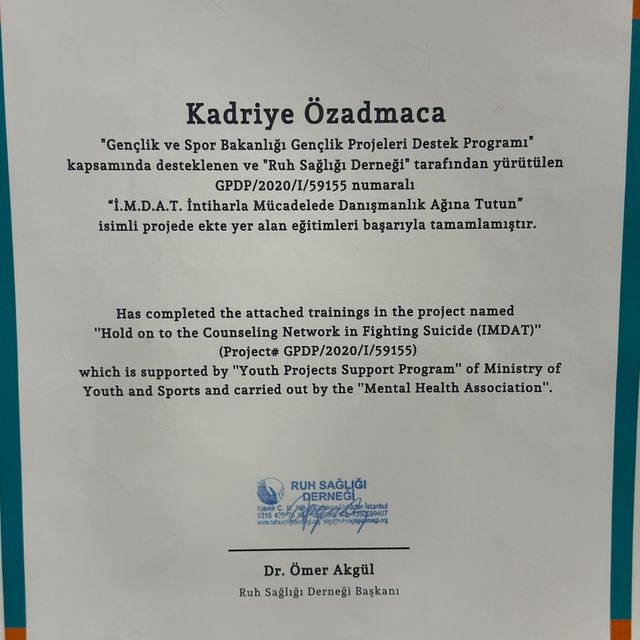 Kadriye Özadmaca
"Gençlik ve Spor Bakanlığı Gençlik Projeleri Destek Programı"
kapsamında desteklenen ve "Ruh Sağlığı Derneği" tarafından yürütülen
GPDP/2020/I/59155 numaralı
“İ.M.D.A.T. İntiharla Mücadelede Danışmanlık Ağına Tutun”
isimli projede ekte yer alan eğitimleri başarıyla tamamlamıştır.
Has completed the attached trainings in the project named
"Hold on to the Counseling Network in Fighting Suicide (IMDAT)"
(Project# GPDP/2020/I/59155)
which is supported by "Youth Projects Support Program" of Ministry of
Youth and Sports and carried out by the "Mental Health Association".
RUH SAĞLIĞI
DERNEĞİ
Dr. Ömer Akgül
Ruh Sağlığı Derneği Başkanı